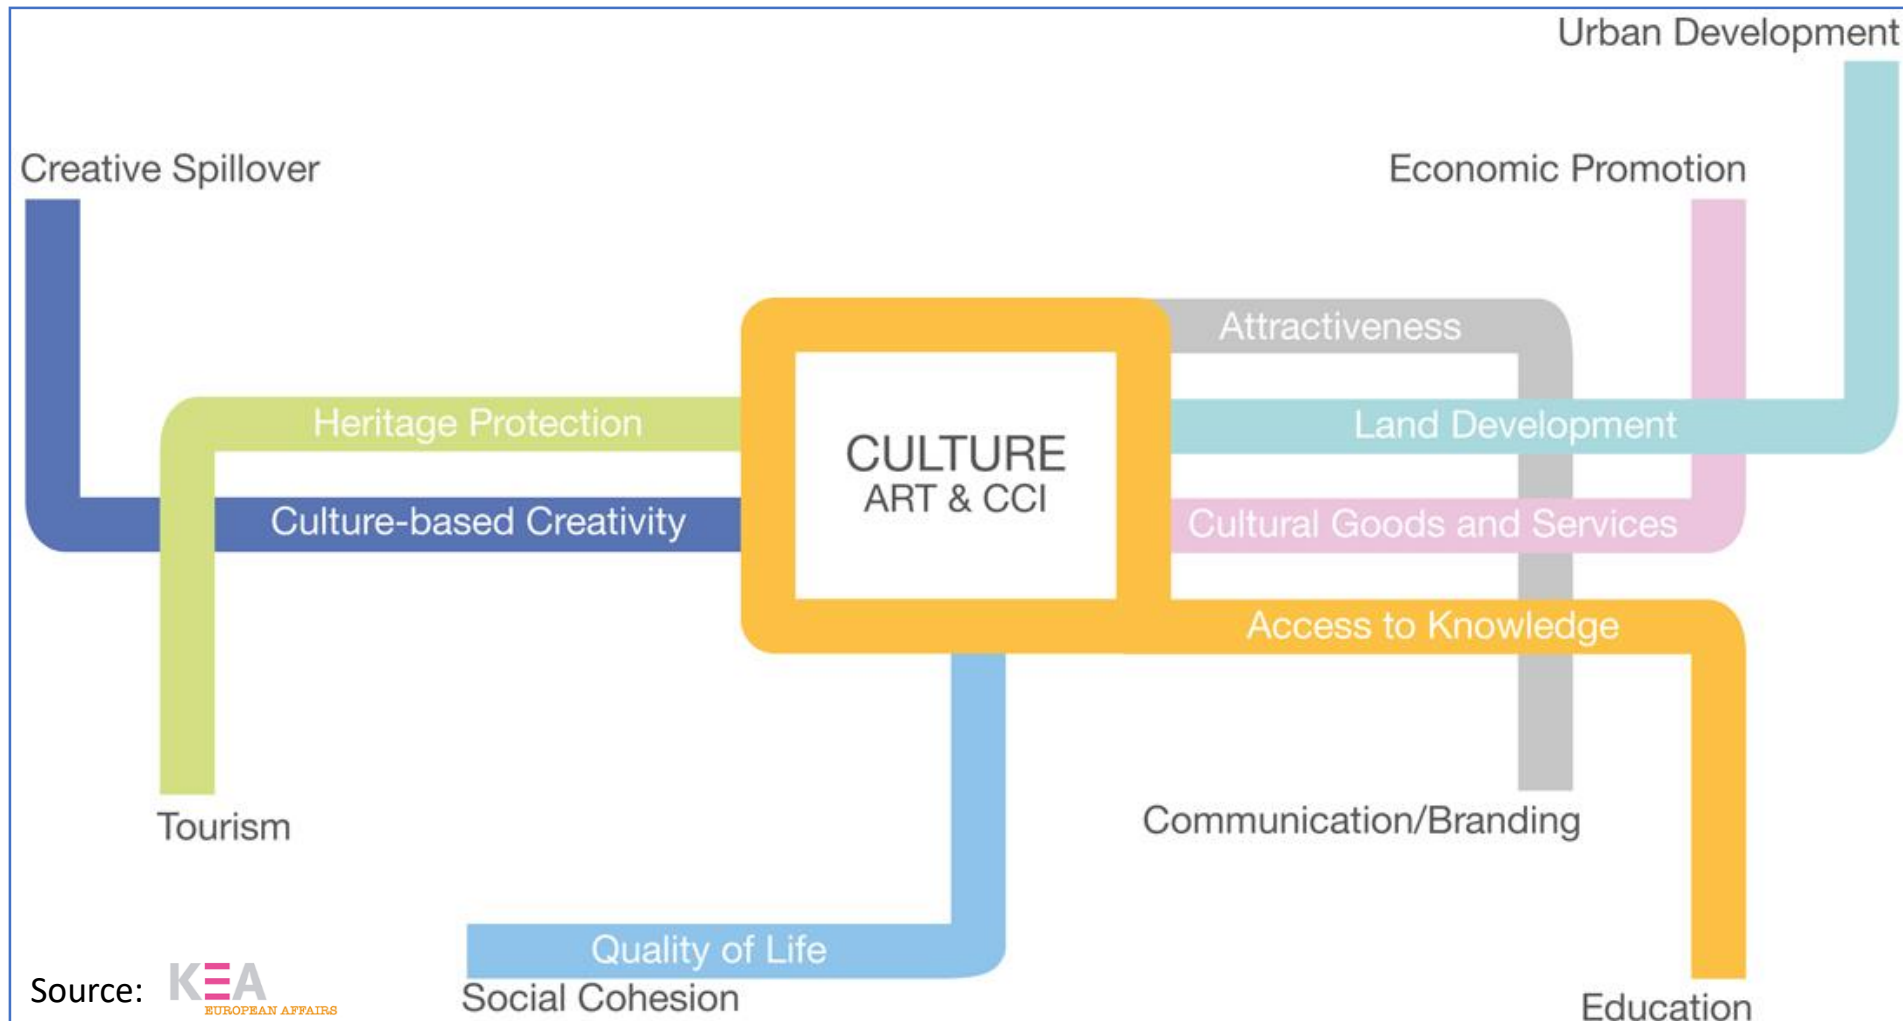 Urban Development
Creative Spillover
Economic Promotion
Attractiveness
Heritage Protection
Land Development
CULTURE
ART & CCI
Culture-based Creativity
Cultural Goods and Services
Access to Knowledge
Tourism
Communication/Branding
Quality of Life
Social Cohesion
Education
Source:
KEA
EUROPEAN AFFAIRS